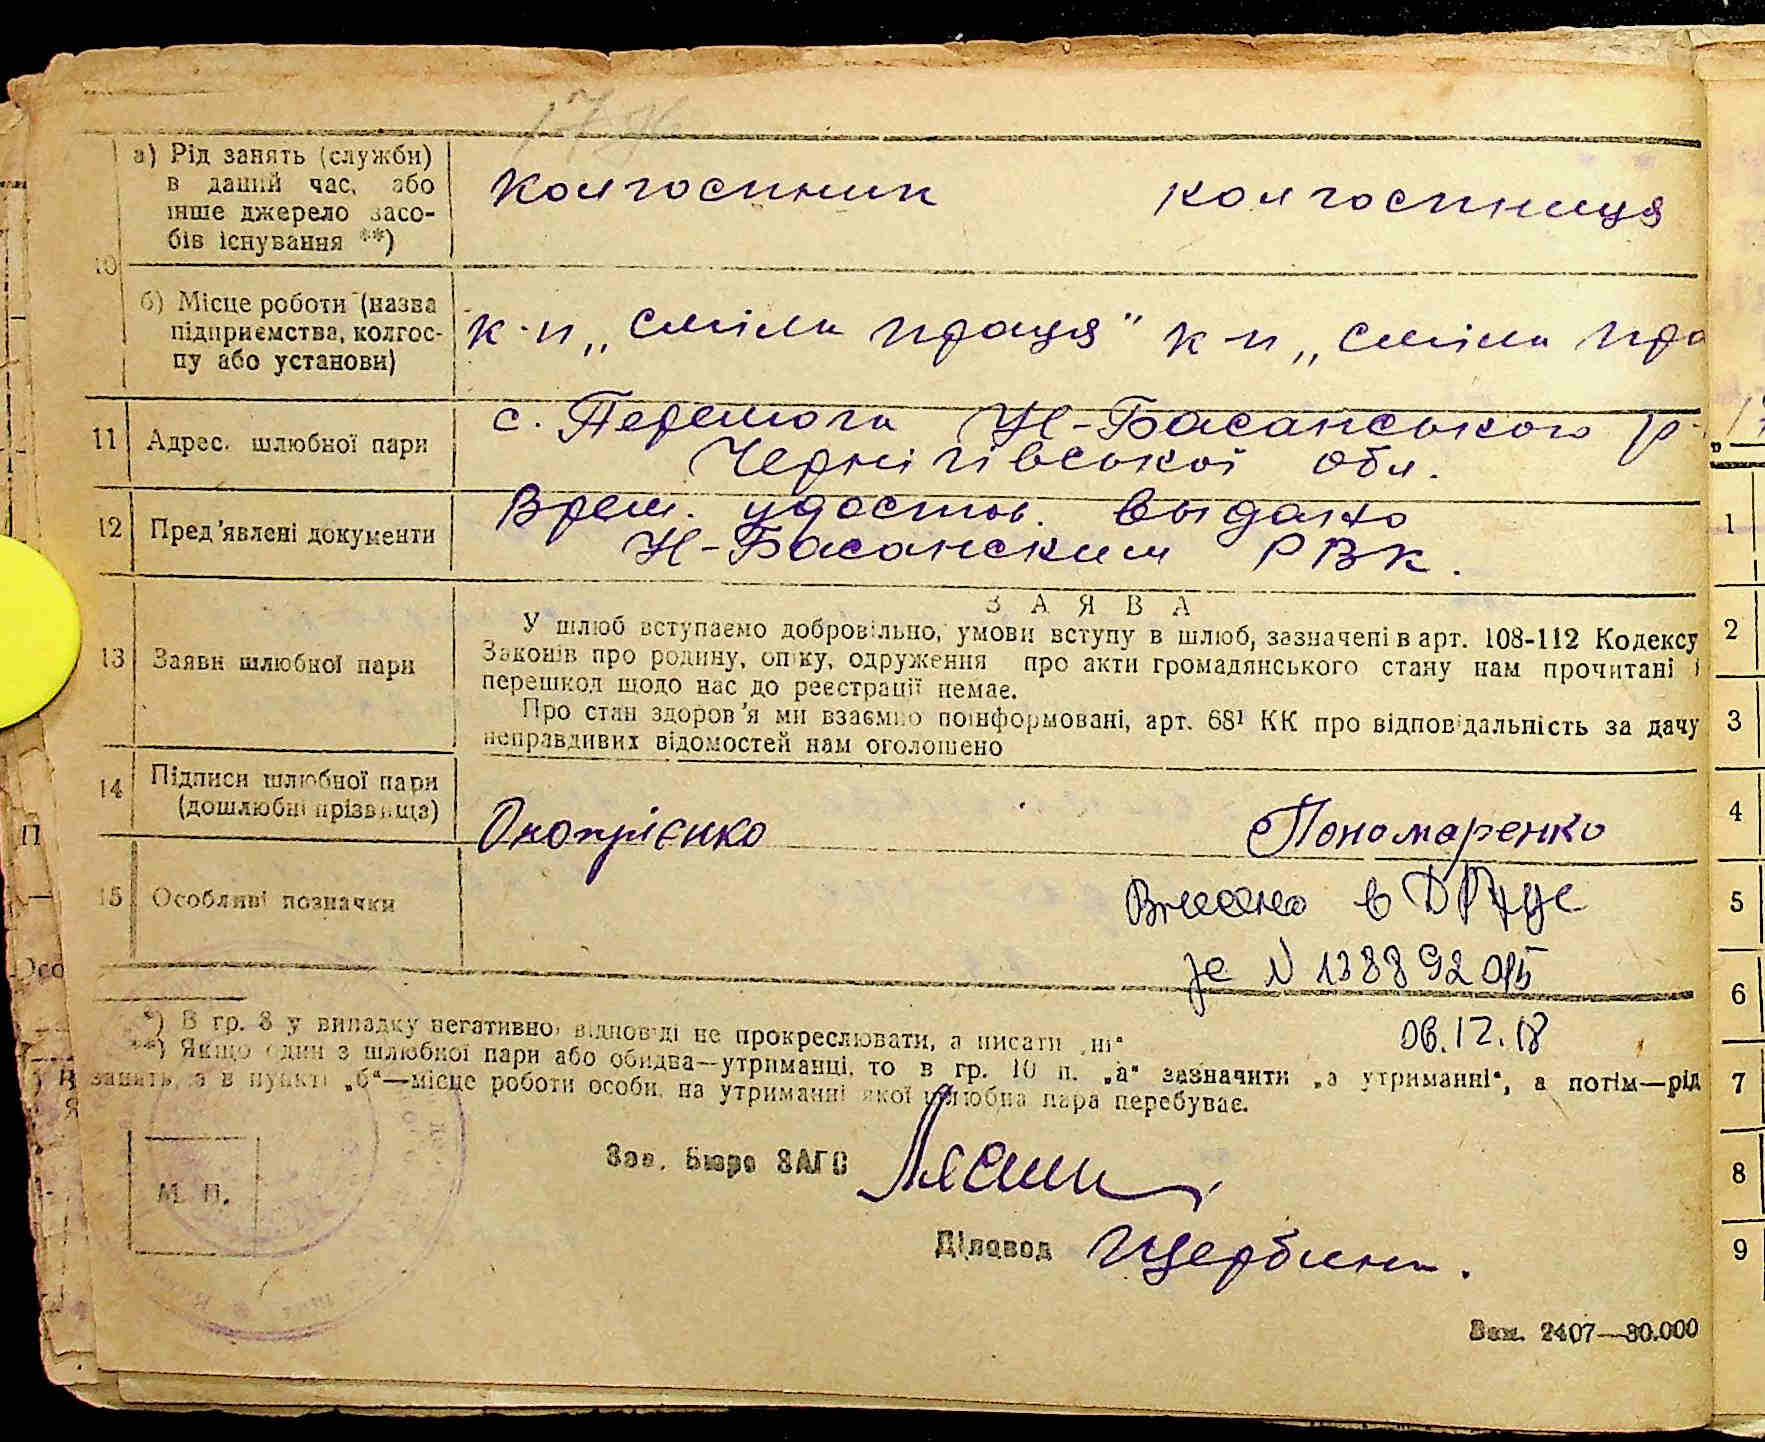 а) Рід занять (служби)
в даний час, або
інше джерело засо-
бів існування **)
колгоспник колгоспниця
10
б) Місце роботи (назва
підприємства, колгос-
пу або установи)
к-п „Сміла праця" к-п „Сміла пра
11 Адрес. шлюбної пари
с. Перемога Н-Басанського р-
Чернігівської обл.
12 Пред'явлені документи
Врем. удостов. выдано
Н-Басанским РВК.
13 Заяви шлюбної пари
ЗАЯВА
У шлюб вступаємо добровільно, умови вступу в шлюб, зазначені в арт. 108-112 Кодексу
Законів про родину, опіку, одруження про акти громадянського стану нам прочитані і
перешкод щодо нас до реєстрації немає.
Про стан здоров'я ми взаємно поінформовані, арт. 68¹ КК про відповідальність за дачу
неправдивих відомостей нам оголошено
14 Підписи шлюбної пари
(дошлюбні прізвища)
Онопрієнко Пономаренко
15 Особливі позначки
Внесено в ДРАЦС
N 138892015
06.12.18
*) В гр. 8 у випадку негативної відповіді не прокреслювати, а писати „ні"
**) Якщо один з шлюбної пари або обидва—утриманці, то в гр. 10 п. „а" зазначити „а утриманні", а потім—рід
занять, а в пункті „б"—місце роботи особи, на утриманні якої шлюбна пара перебуває.
Зав. Бюро ЗАГС
М. П.
Діловод Щербина.
Зам. 2407—30.000
1
2
3
4
5
6
7
8
9